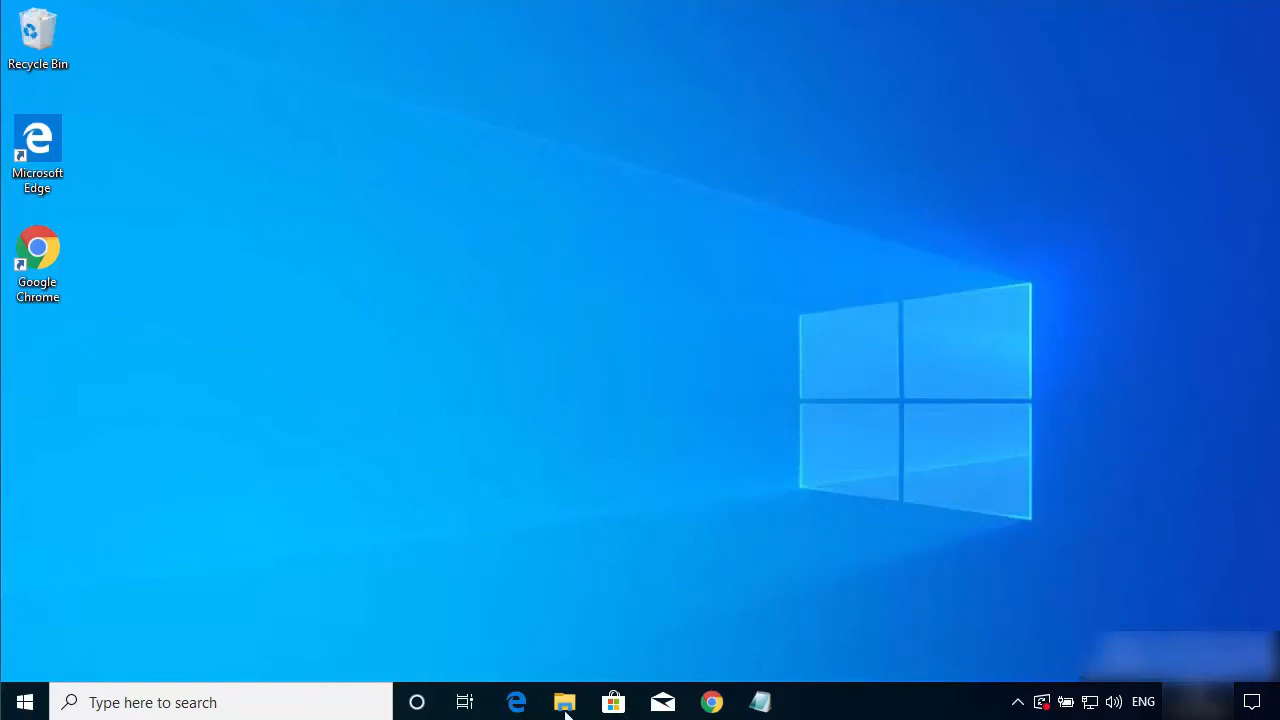 Recycle Bin
Microsoft
Edge
Google
Chrome
Type here to search
ENG